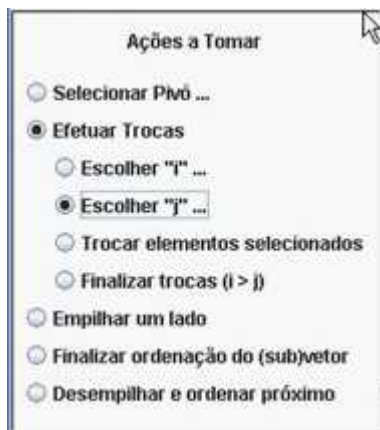 Ações a Tomar
Selecionar Pivô ...
Efetuar Trocas
Escolher "i" ...
Escolher "j" ...
Trocar elementos selecionados
Finalizar trocas (i > j)
Empilhar um lado
Finalizar ordenação do (sub)vetor
Desempilhar e ordenar próximo